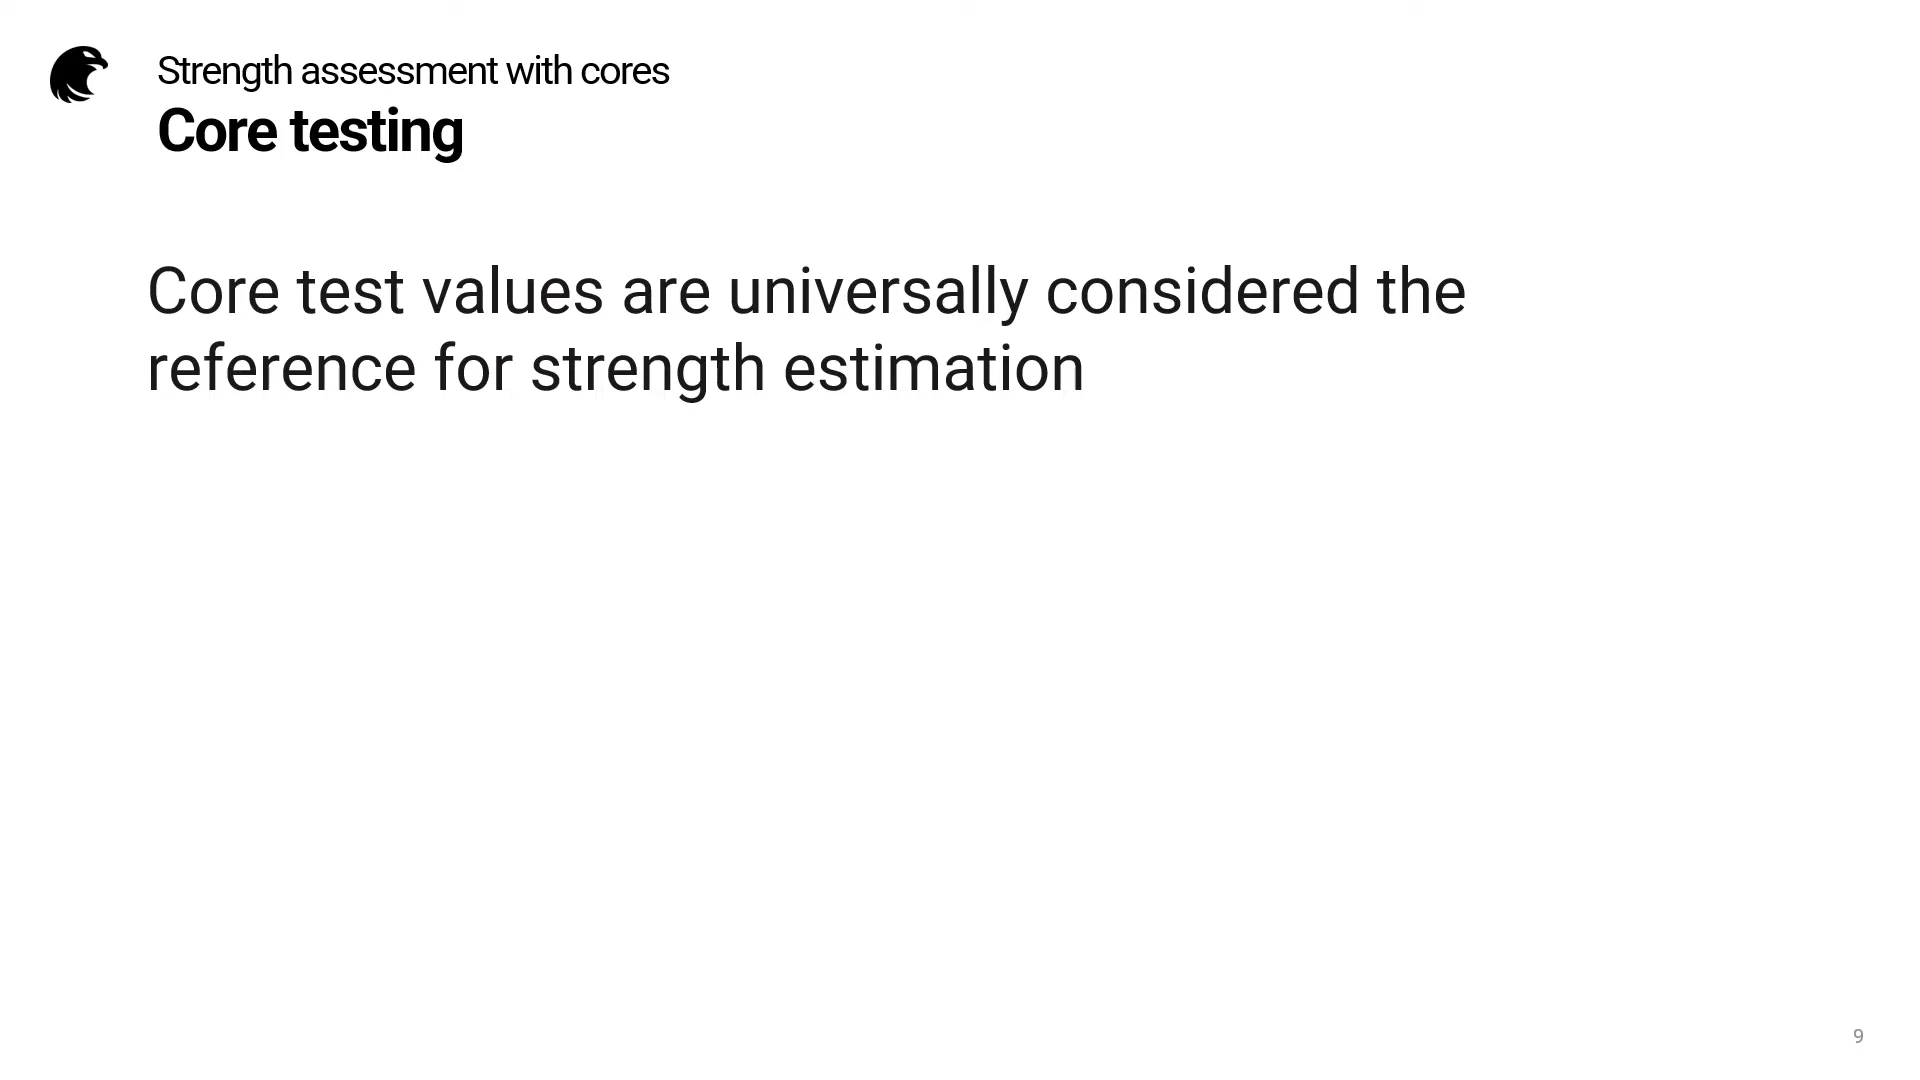 Strength assessment with cores
Core testing
Core test values are universally considered the
reference for strength estimation
9